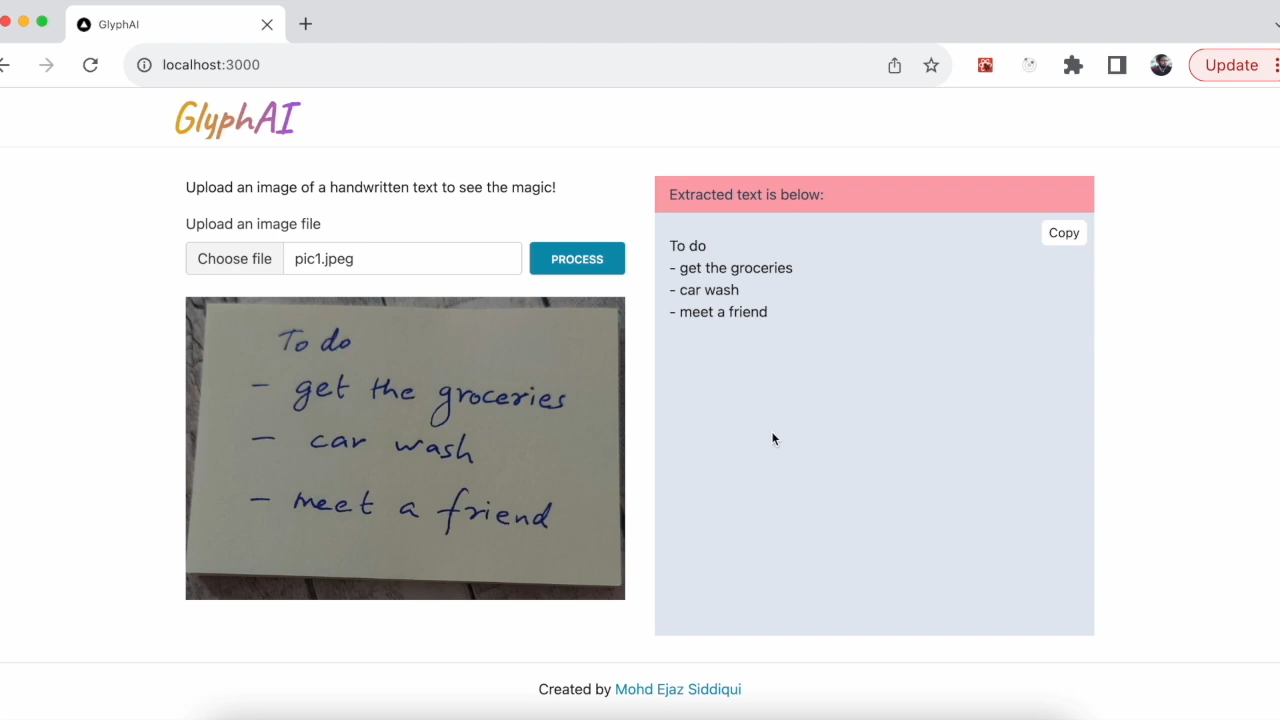 GlyphAI
localhost:3000
Update
GlyphAI
Upload an image of a handwritten text to see the magic!
Upload an image file
Choose file pic1.jpeg PROCESS
To do
- get the groceries
- car wash
- meet a friend
Extracted text is below:
Copy
To do
- get the groceries
- car wash
- meet a friend
Created by Mohd Ejaz Siddiqui